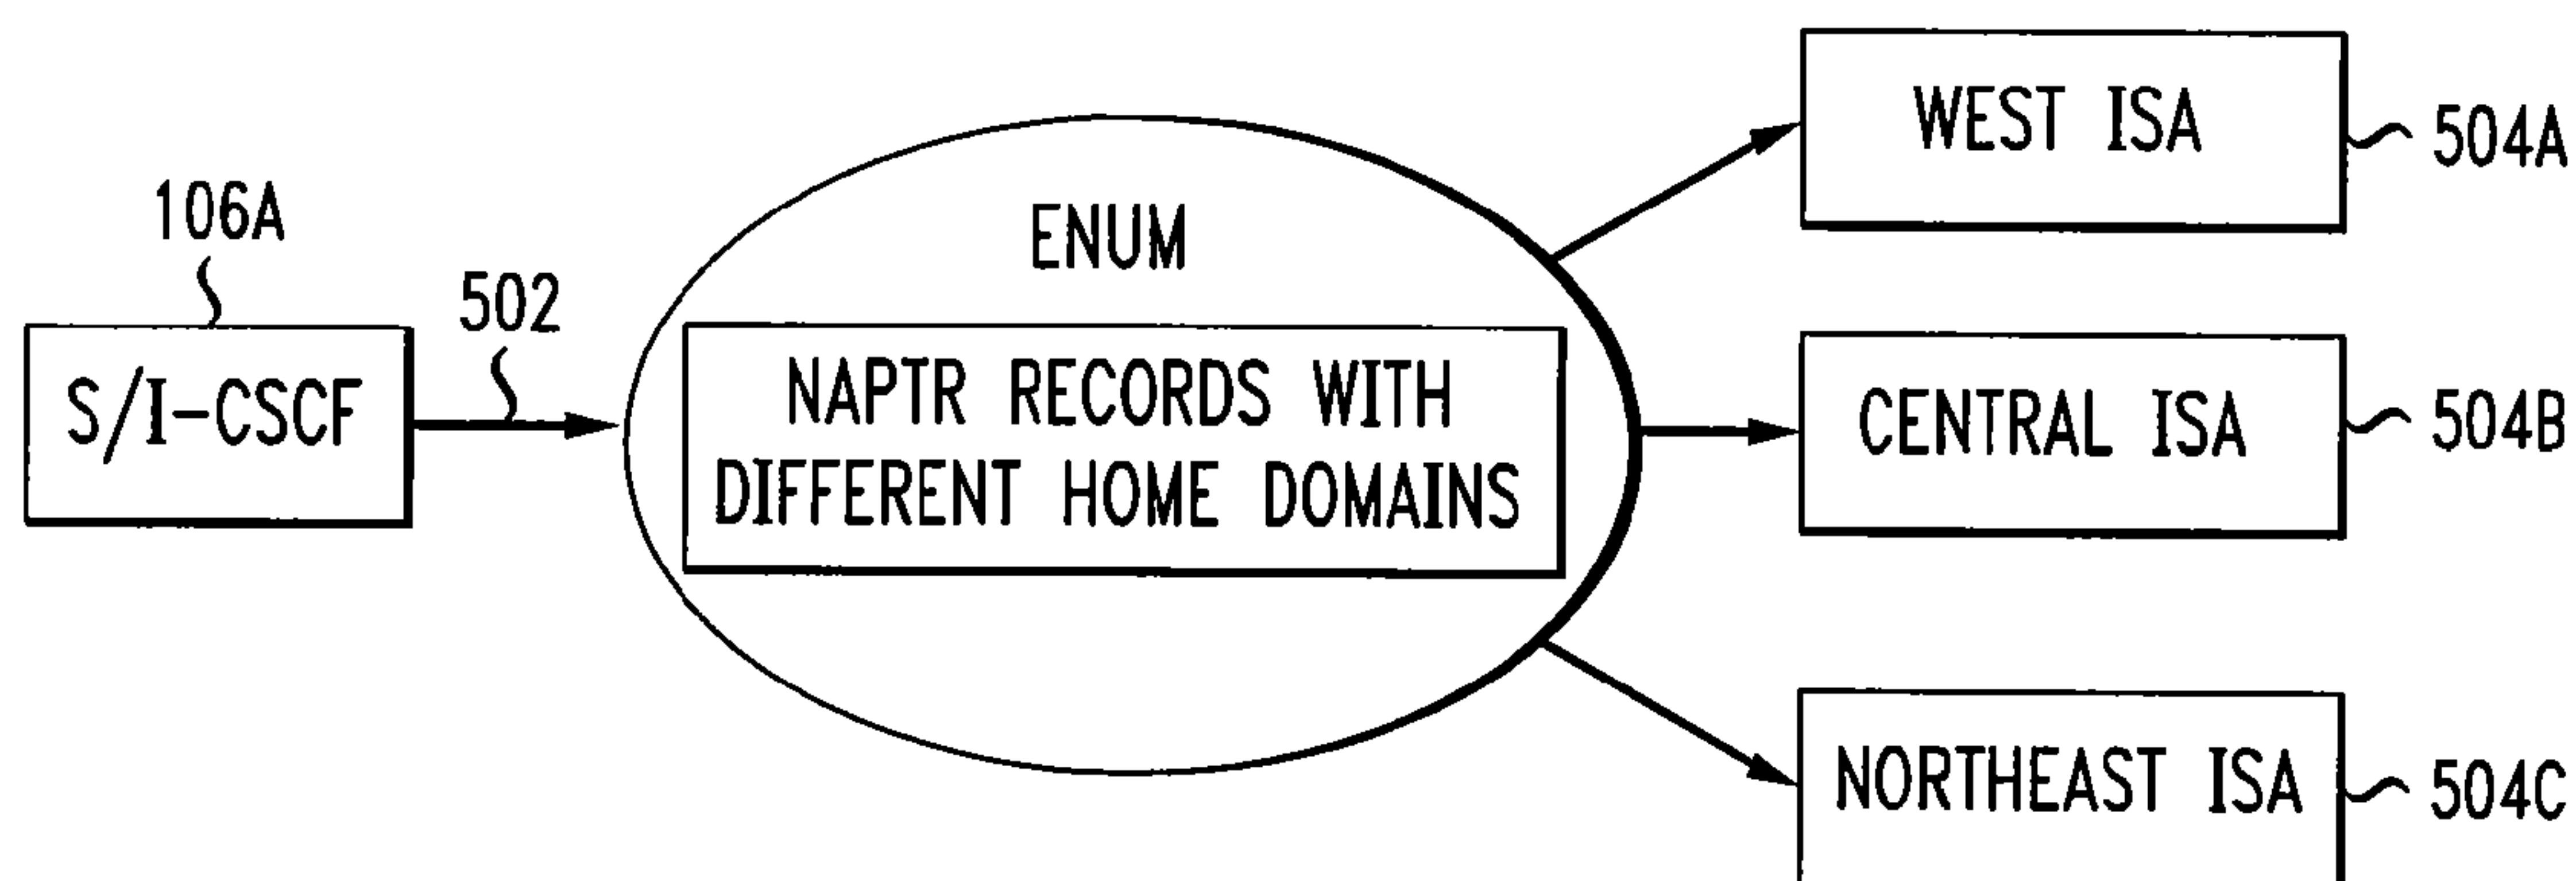 106A
S/I-CSCF
502
ENUM
NAPTR RECORDS WITH
DIFFERENT HOME DOMAINS
WEST ISA
504A
CENTRAL ISA
504B
NORTHEAST ISA
504C